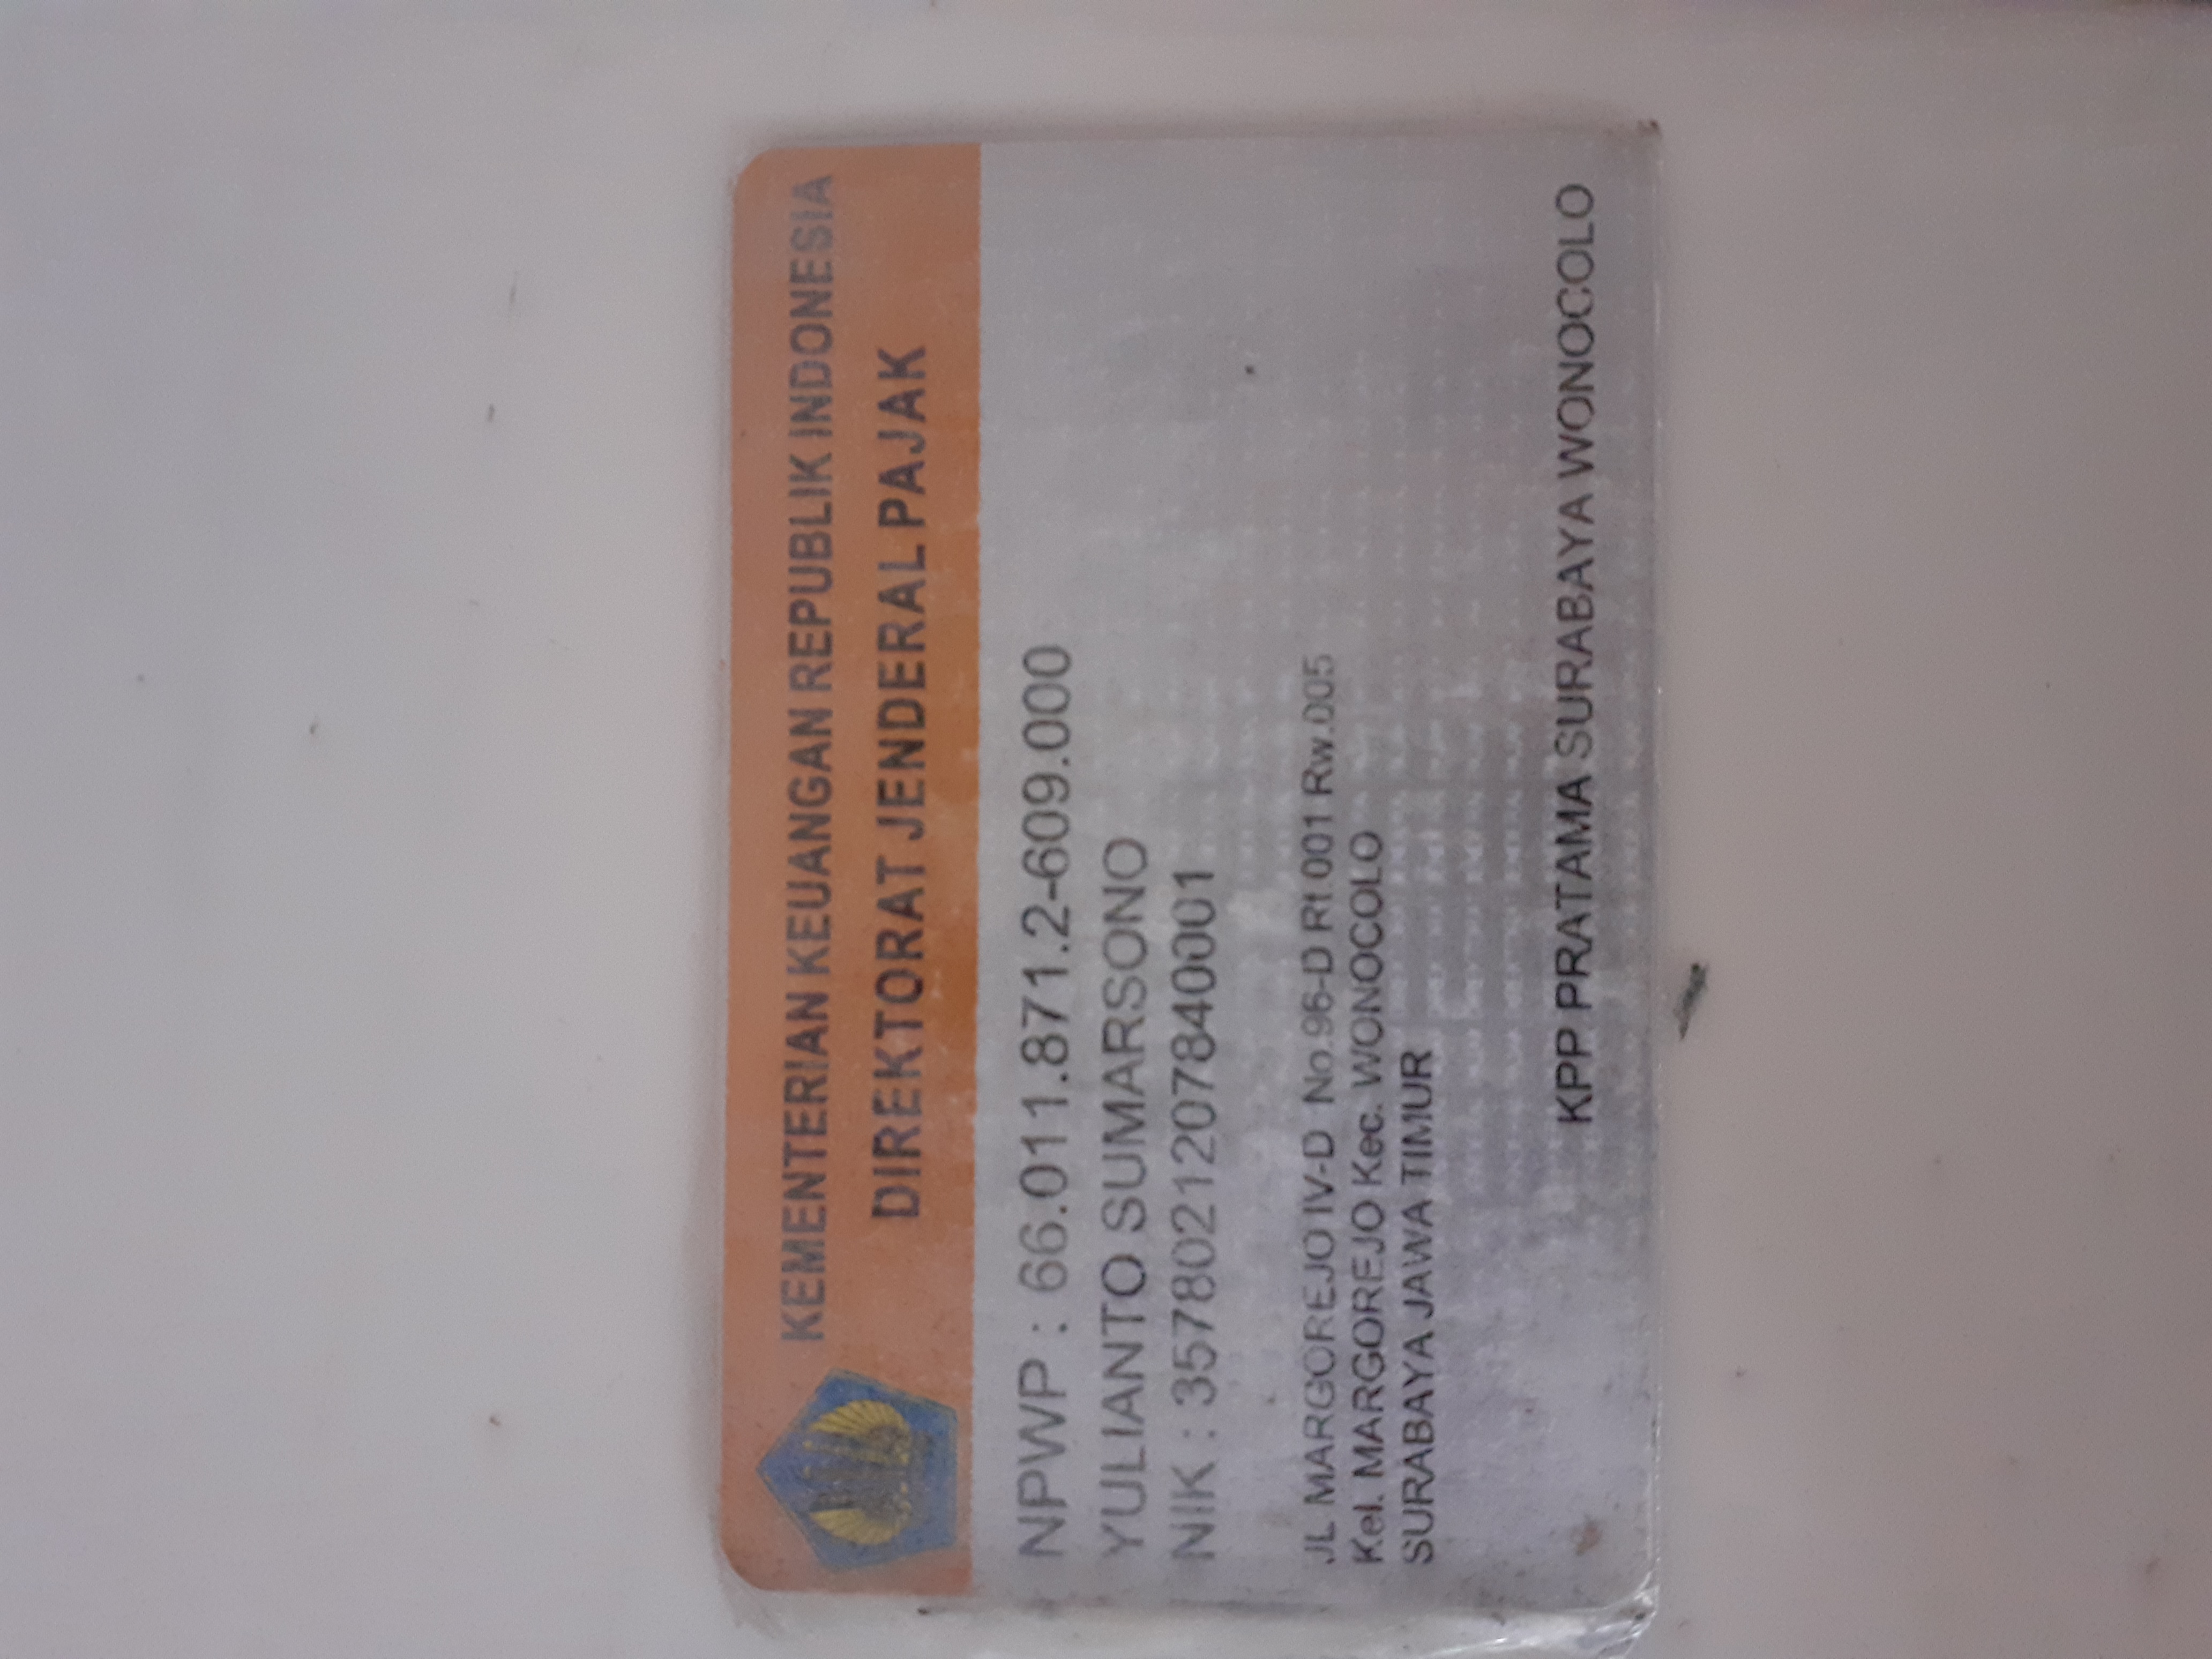 KEMENTERIAN KEUANGAN REPUBLIK INDONESIA
DIREKTORAT JENDERAL PAJAK
NPWP : 66.011.871.2-609.000
YULIANTO SUMARSONO
NIK : 3578021207840001
JL MARGOREJO IV-D No.96-D Rt.001 Rw.005
Kel. MARGOREJO Kec. WONOCOLO
SURABAYA JAWA TIMUR
KPP PRATAMA SURABAYA WONOCOLO